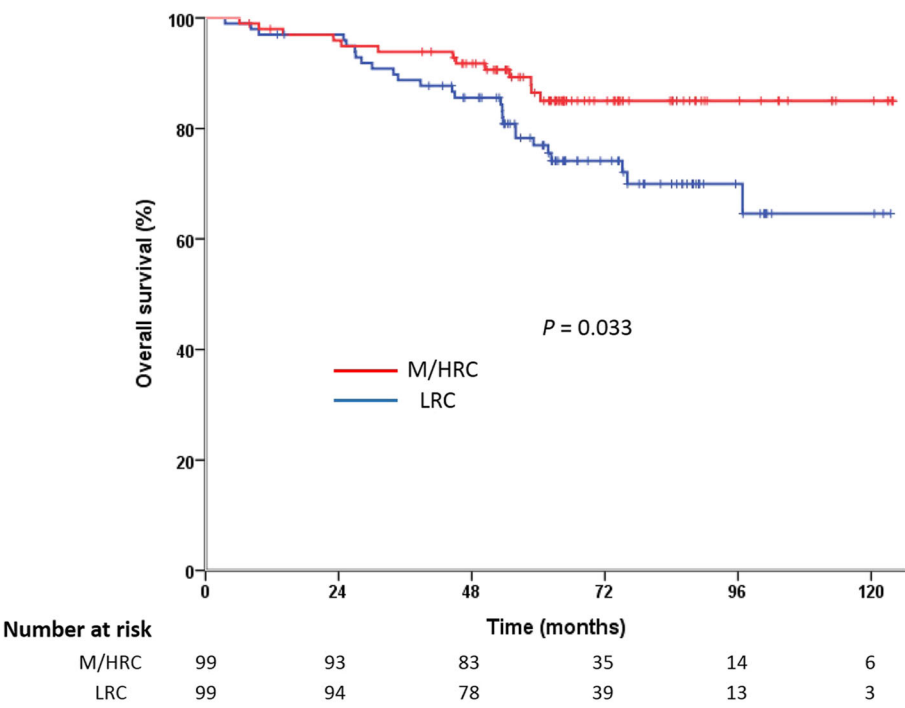 100
80
60
40
20
0
Overall survival (%)
P = 0.033
M/HRC
LRC
0 24 48 72 96 120
Time (months)
Number at risk
M/HRC 99 93 83 35 14 6
LRC 99 94 78 39 13 3